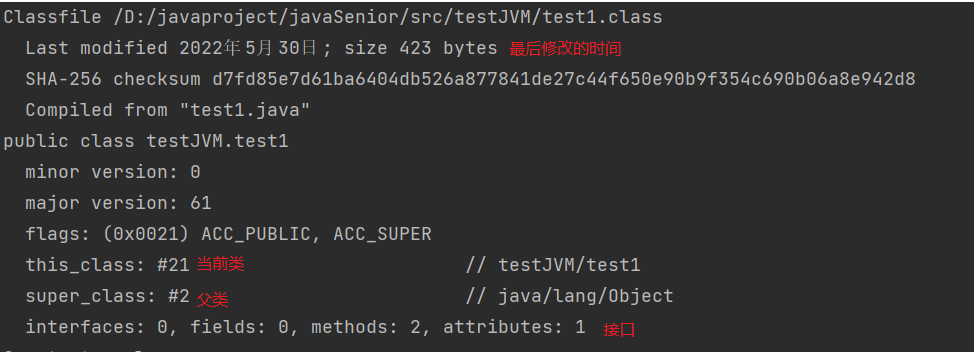 Classfile /D:/javaproject/javaSenior/src/testJVM/test1.class
Last modified 2022年5月30日; size 423 bytes 最后修改的时间
SHA-256 checksum d7fd85e7d61ba6404db526a877841de27c44f650e90b9f354c690b06a8e942d8
Compiled from "test1.java"
public class testJVM.test1
minor version: 0
major version: 61
flags: (0x0021) ACC_PUBLIC, ACC_SUPER
this_class: #21 当前类 // testJVM/test1
super_class: #2 父类 // java/lang/Object
interfaces: 0, fields: 0, methods: 2, attributes: 1 接口